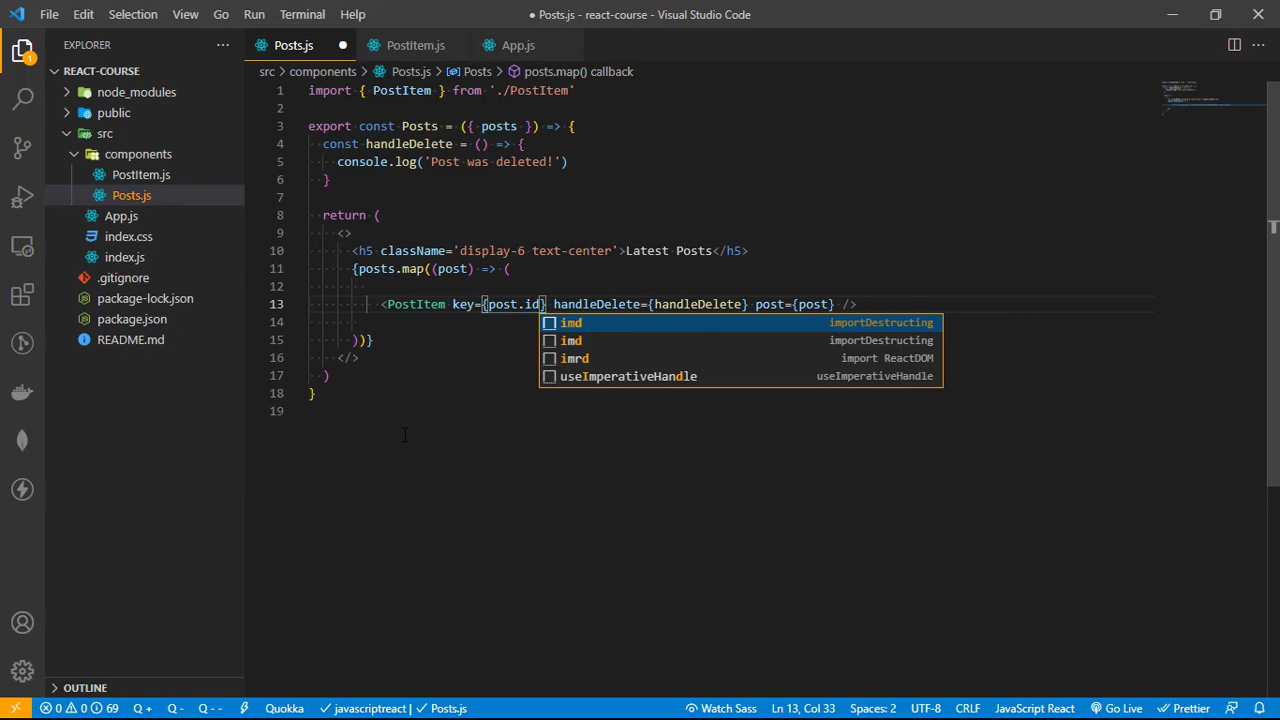 File Edit Selection View Go Run Terminal Help
● Posts.js - react-course - Visual Studio Code
EXPLORER
Posts.js
PostItem.js
App.js
REACT-COURSE
src > components > Posts.js > Posts > posts.map() callback
node_modules
public
src
components
PostItem.js
Posts.js
App.js
index.css
index.js
.gitignore
package-lock.json
package.json
README.md
OUTLINE
1
1 import { PostItem } from './PostItem'
2
3 export const Posts = ({ posts }) => {
4 const handleDelete = () => {
5 console.log('Post was deleted!')
6 }
7
8 return (
9 <>
10 <h5 className='display-6 text-center'>Latest Posts</h5>
11 {posts.map((post) => (
12
13 <PostItem key={post.id} handleDelete={handleDelete} post={post} />
14
15 ))}
16 </>
17 )
18 }
19
imd importDestructing
imd importDestructing
imrd import ReactDOM
useImperativeHandle useImperativeHandle
0 0 69 Q + Q - Q - - Quokka ✓ javascriptreact | ✓ Posts.js
Watch Sass Ln 13, Col 33 Spaces: 2 UTF-8 CRLF JavaScript React Go Live Prettier